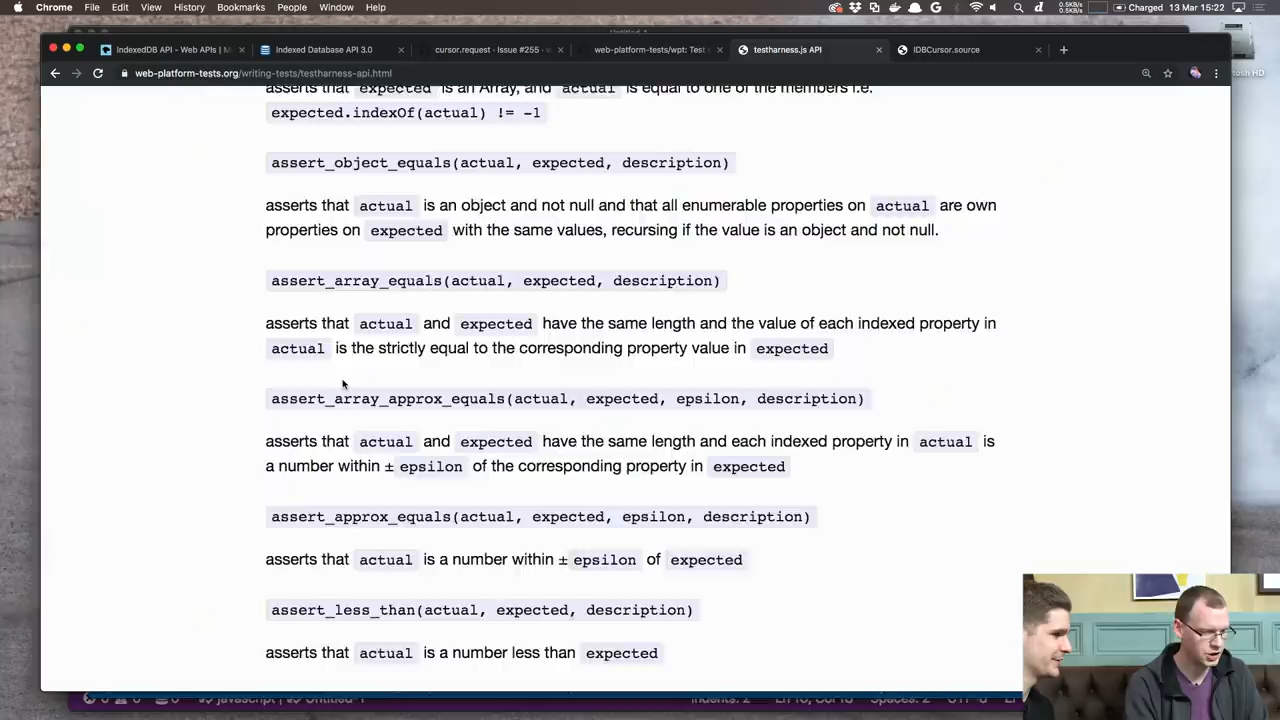 Chrome File Edit View History Bookmarks People Window Help
0.5KB/s
0.5KB/s
Charged 13 Mar 15:22
IndexedDB API - Web APIs | M
Indexed Database API 3.0
cursor.request · Issue #255 · w
web-platform-tests/wpt: Test
testharness.js API
IDBCursor.source
web-platform-tests.org/writing-tests/testharness-api.html
asserts that expected is an Array, and actual is equal to one of the members i.e.
expected.indexOf(actual) != -1
assert_object_equals(actual, expected, description)
asserts that actual is an object and not null and that all enumerable properties on actual are own
properties on expected with the same values, recursing if the value is an object and not null.
assert_array_equals(actual, expected, description)
asserts that actual and expected have the same length and the value of each indexed property in
actual is the strictly equal to the corresponding property value in expected
assert_array_approx_equals(actual, expected, epsilon, description)
asserts that actual and expected have the same length and each indexed property in actual is
a number within ± epsilon of the corresponding property in expected
assert_approx_equals(actual, expected, epsilon, description)
asserts that actual is a number within ± epsilon of expected
assert_less_than(actual, expected, description)
asserts that actual is a number less than expected